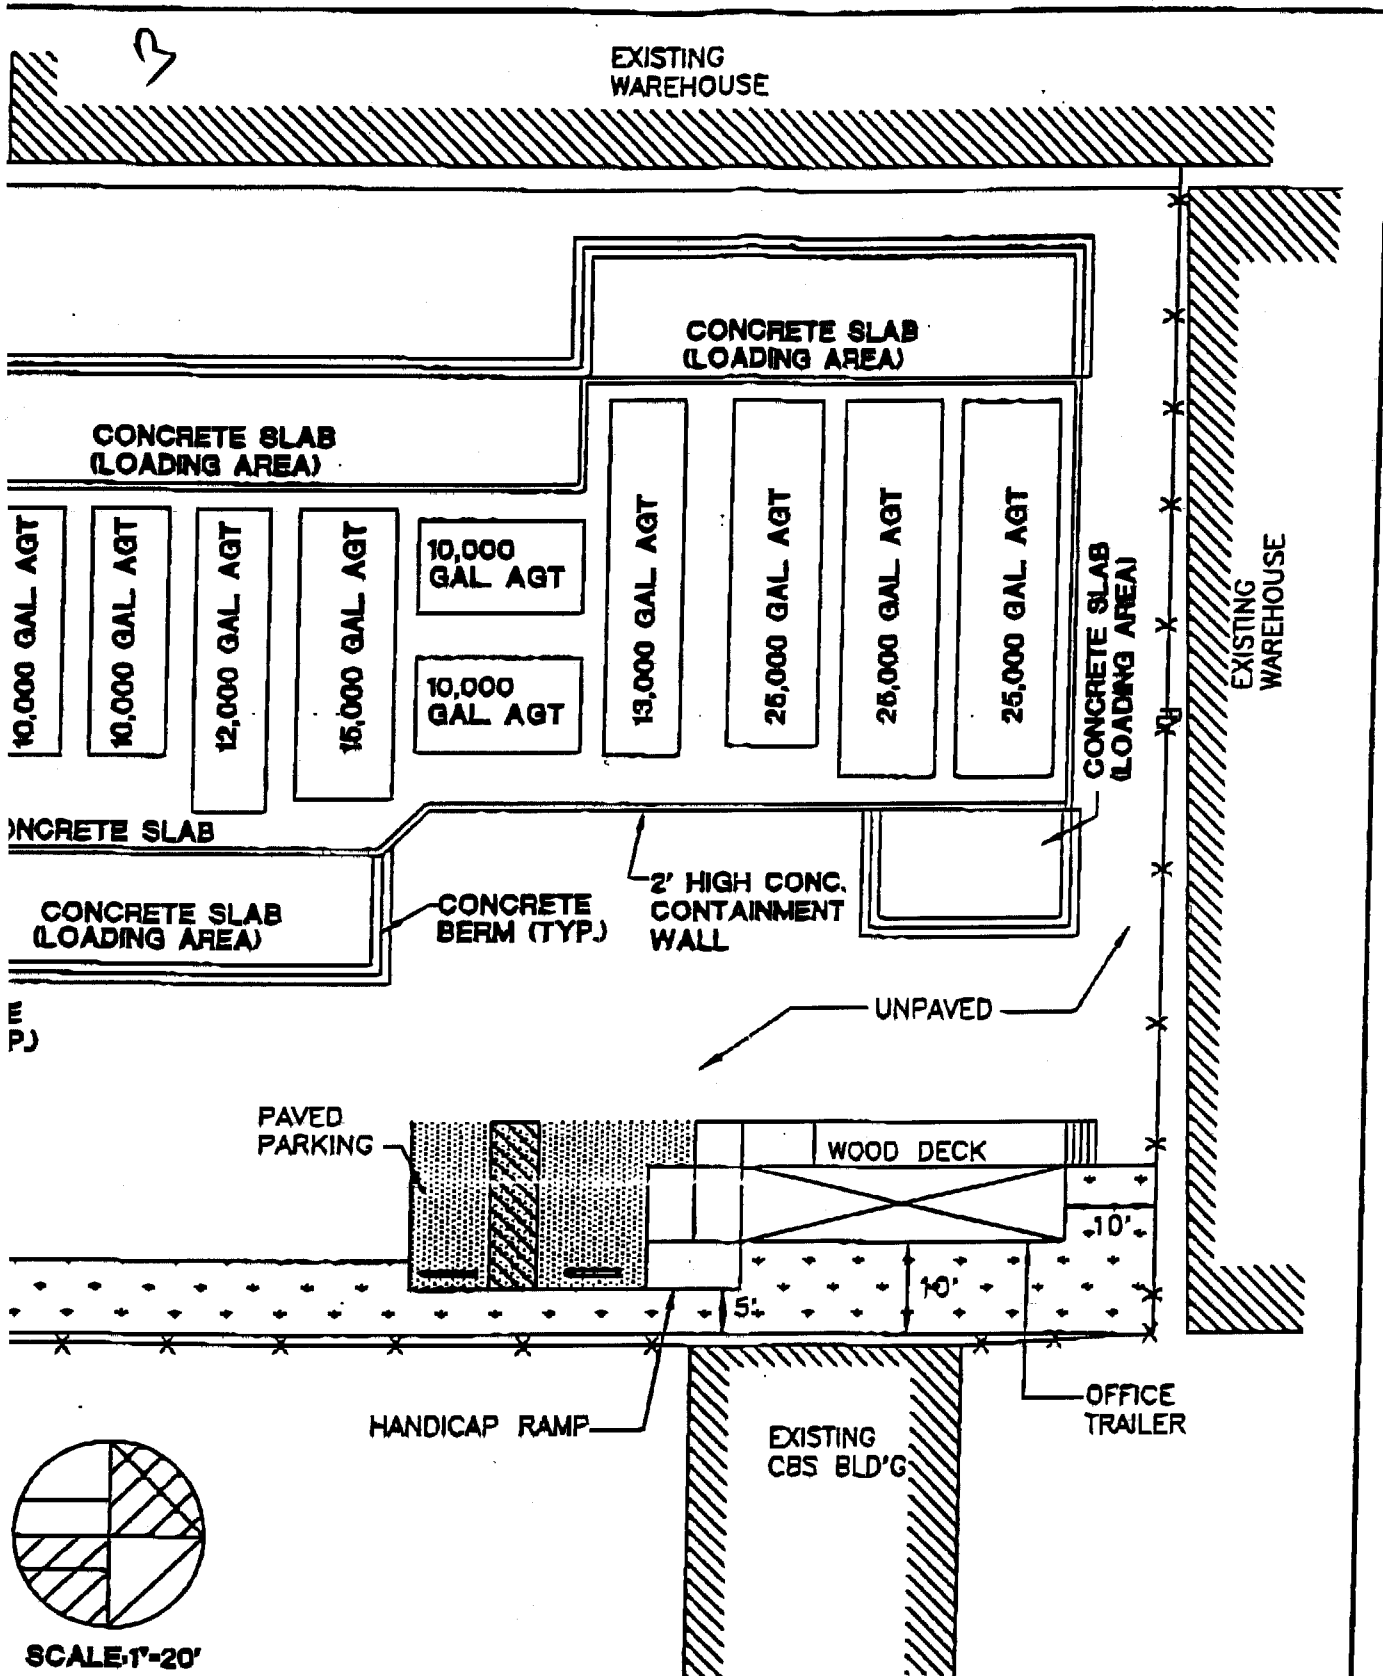 EXISTING
WAREHOUSE
CONCRETE SLAB
(LOADING AREA)
CONCRETE SLAB
(LOADING AREA)
10,000 GAL. AGT
10,000 GAL. AGT
12,000 GAL. AGT
15,000 GAL. AGT
10,000
GAL. AGT
10,000
GAL. AGT
13,000 GAL. AGT
25,000 GAL. AGT
25,000 GAL. AGT
25,000 GAL. AGT
CONCRETE SLAB
(LOADING AREA)
EXISTING
WAREHOUSE
ONCRETE SLAB
CONCRETE SLAB
(LOADING AREA)
CONCRETE
BERM (TYP.)
2' HIGH CONC.
CONTAINMENT
WALL
UNPAVED
E
P.)
PAVED
PARKING
WOOD DECK
10'
10'
5'
HANDICAP RAMP
OFFICE
TRAILER
EXISTING
CBS BLD'G
SCALE:1"=20'